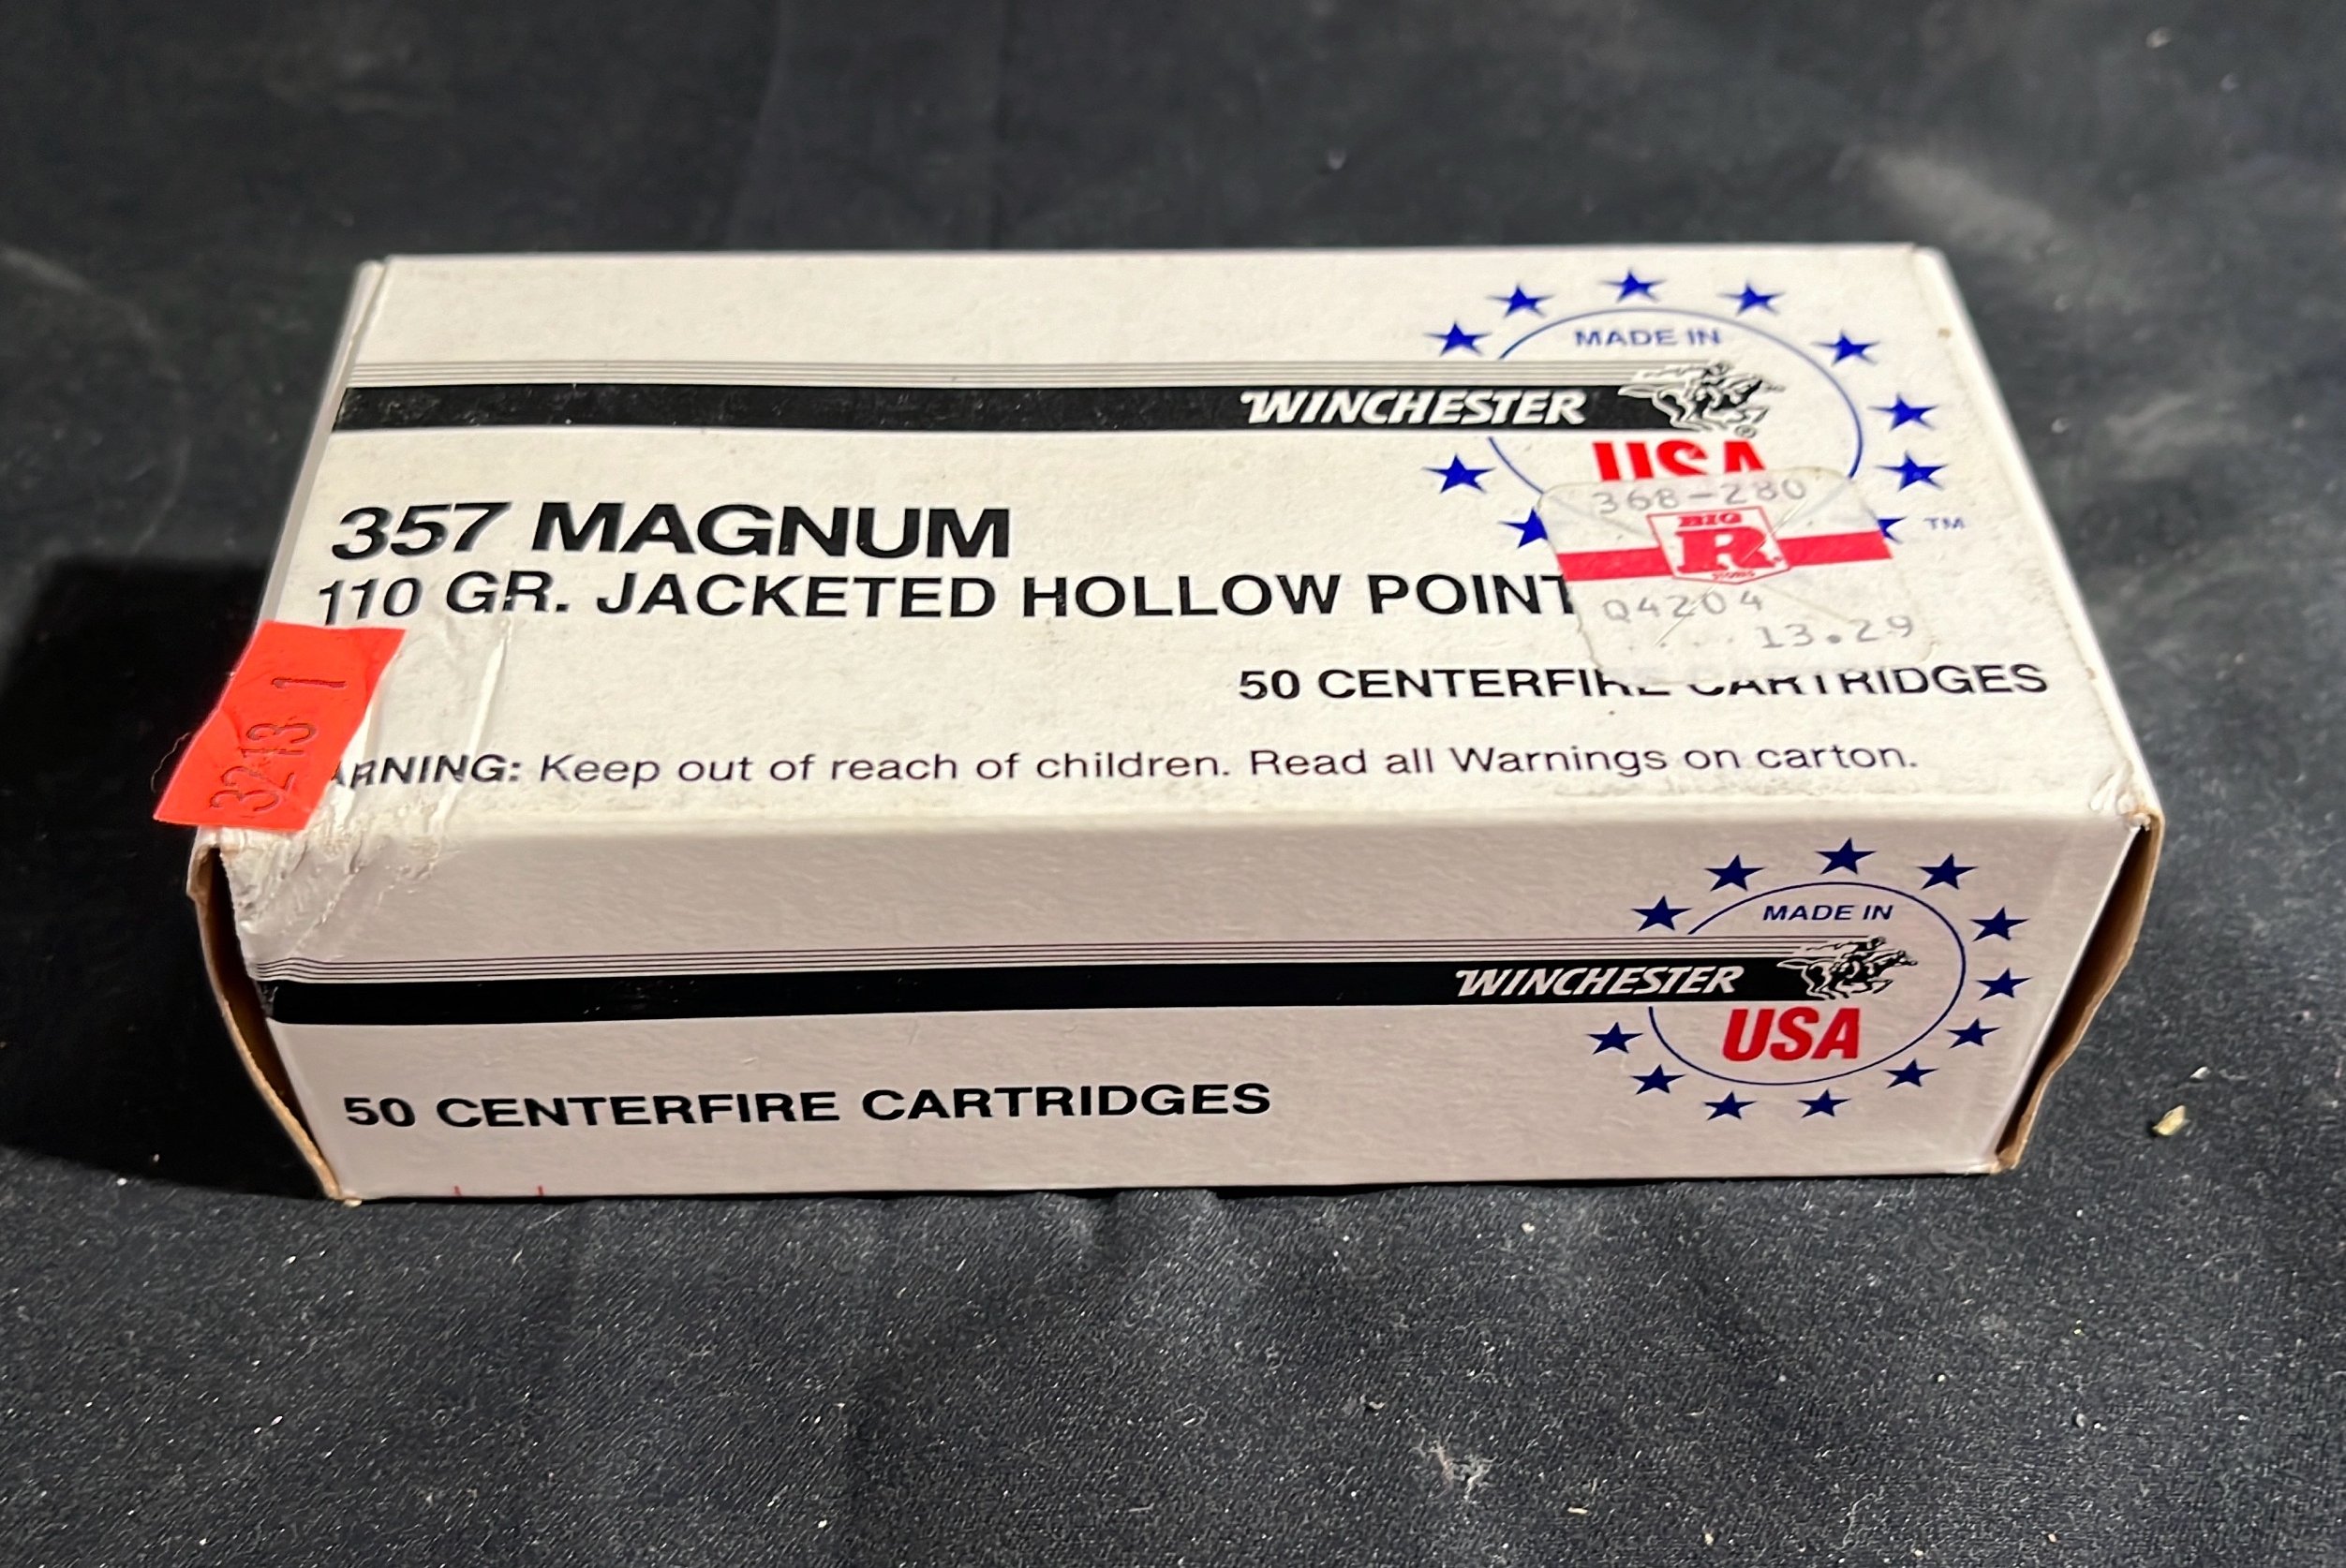 MADE IN
WINCHESTER
®
USA
357 MAGNUM
110 GR. JACKETED HOLLOW POINT
368-280
BIG
R
STORES
Q4204
13.29
TM
50 CENTERFIRE CARTRIDGES
3213 1
ARNING: Keep out of reach of children. Read all Warnings on carton.
MADE IN
WINCHESTER
USA
50 CENTERFIRE CARTRIDGES